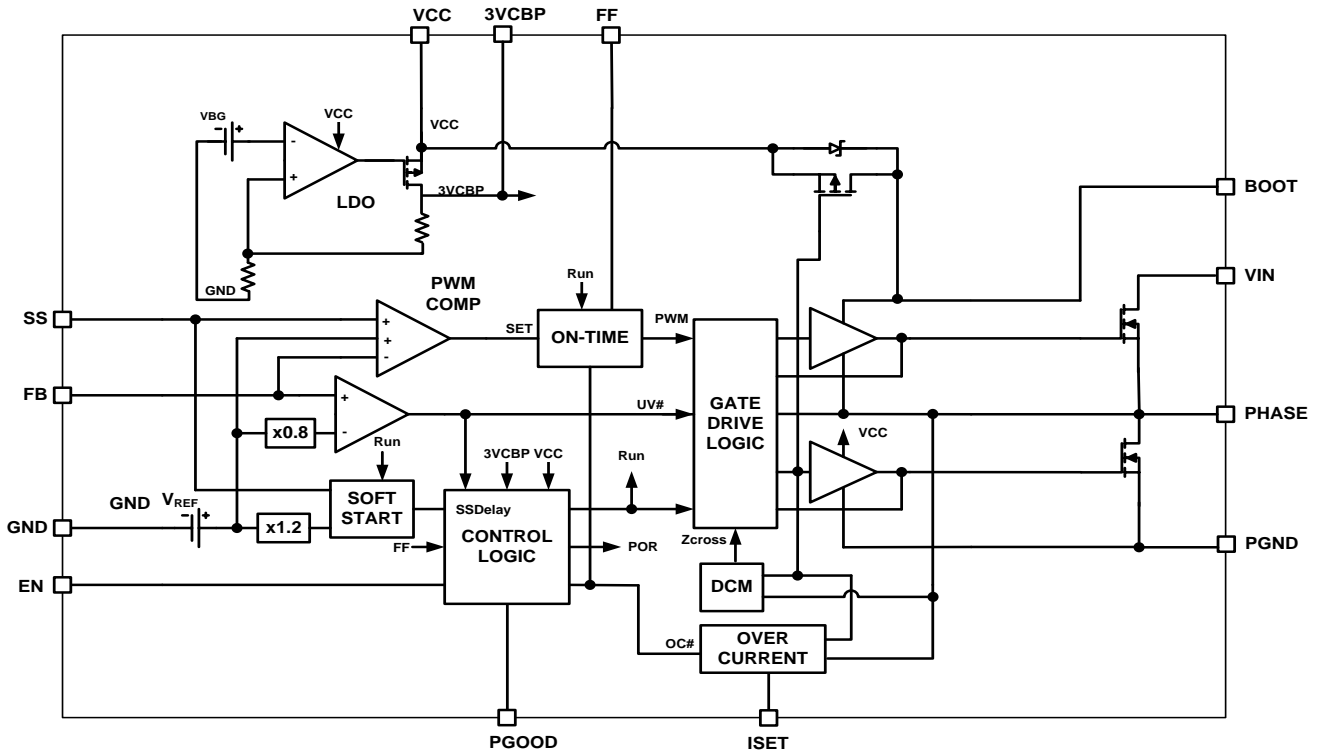 VCC
3VCBP
FF
VBG
- +
VCC
VCC
-
+
LDO
3VCBP
BOOT
GND
PWM
COMP
Run
VIN
SS
+
+
-
SET
ON-TIME
PWM
FB
+
-
x0.8
UV#
GATE
DRIVE
LOGIC
PHASE
VCC
Run
3VCBP VCC
Run
GND
GND
VREF
- +
x1.2
SOFT
START
SSDelay
CONTROL
LOGIC
FF
POR
Zcross
PGND
EN
DCM
OC#
OVER
CURRENT
PGOOD
ISET